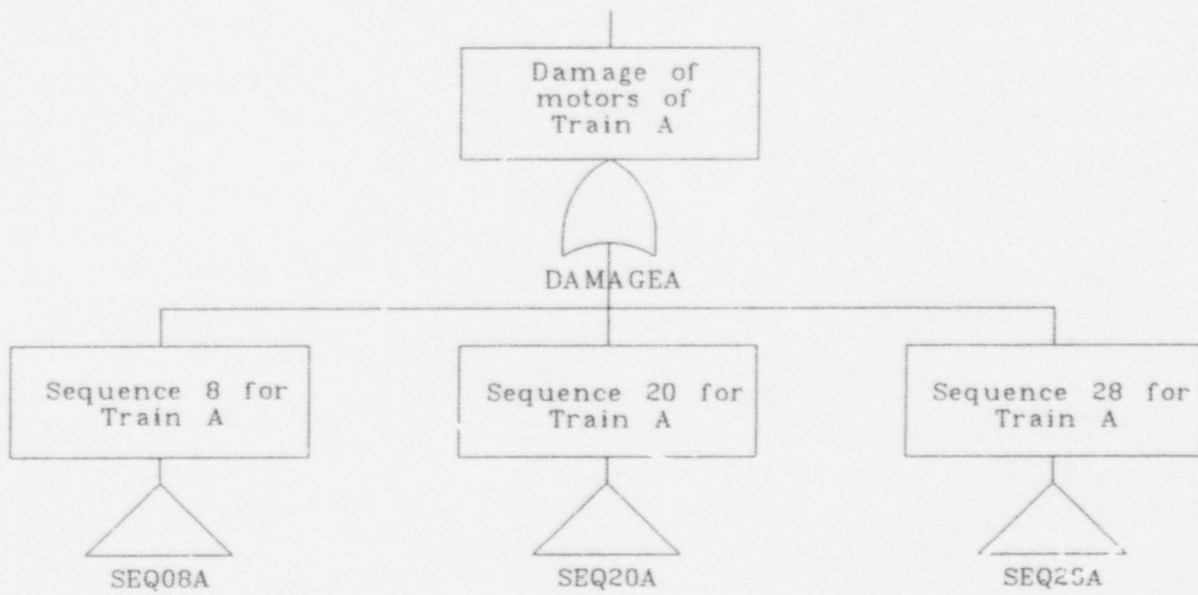 Damage of
motors of
Train A
DAMAGEA
Sequence 8 for
Train A
Sequence 20 for
Train A
Sequence 28 for
Train A
SEQ08A
SEQ20A